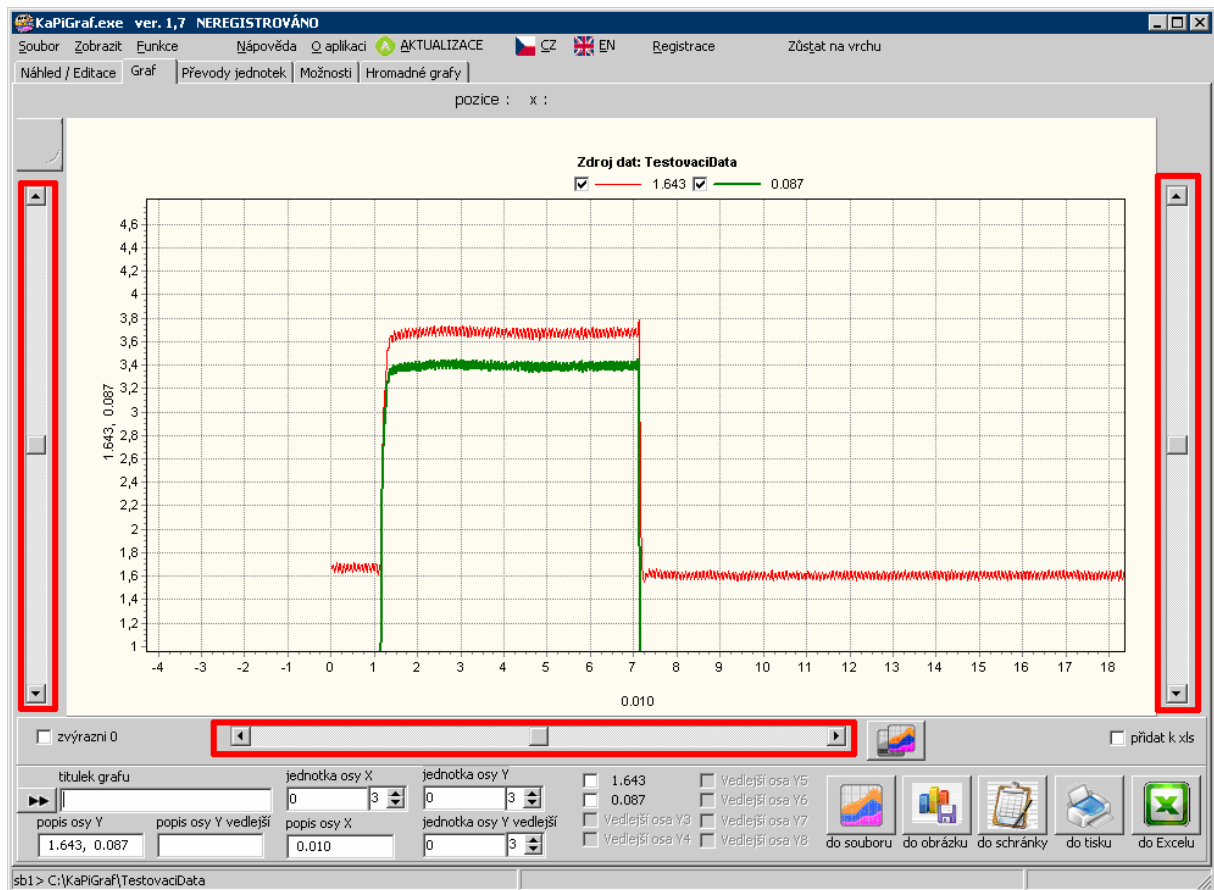 KaPiGraf.exe ver. 1,7 NEREGISTROVÁNO
Soubor Zobrazit Funkce Nápověda O aplikaci AKTUALIZACE CZ EN Registrace Zůstat na vrchu
Náhled / Editace Graf Převody jednotek Možnosti Hromadné grafy
pozice : x :
Zdroj dat: TestovaciData
1.643 0.087
4,6
4,4
4,2
4
3,8
3,6
3,4
3,2
3
2,8
2,6
2,4
2,2
2
1,8
1,6
1,4
1,2
1
1.643, 0.087
-4 -3 -2 -1 0 1 2 3 4 5 6 7 8 9 10 11 12 13 14 15 16 17 18
0.010
zvýrazni 0
přidat k xls
titulek grafu jednotka osy X jednotka osy Y
0 3 0 3
popis osy Y popis osy Y vedlejší popis osy X jednotka osy Y vedlejší
1.643, 0.087 0.010 0 3
1.643 Vedlejší osa Y5
0.087 Vedlejší osa Y6
Vedlejší osa Y3 Vedlejší osa Y7
Vedlejší osa Y4 Vedlejší osa Y8
do souboru do obrázku do schránky do tisku do Excelu
sb1> C:\KaPiGraf\TestovaciData